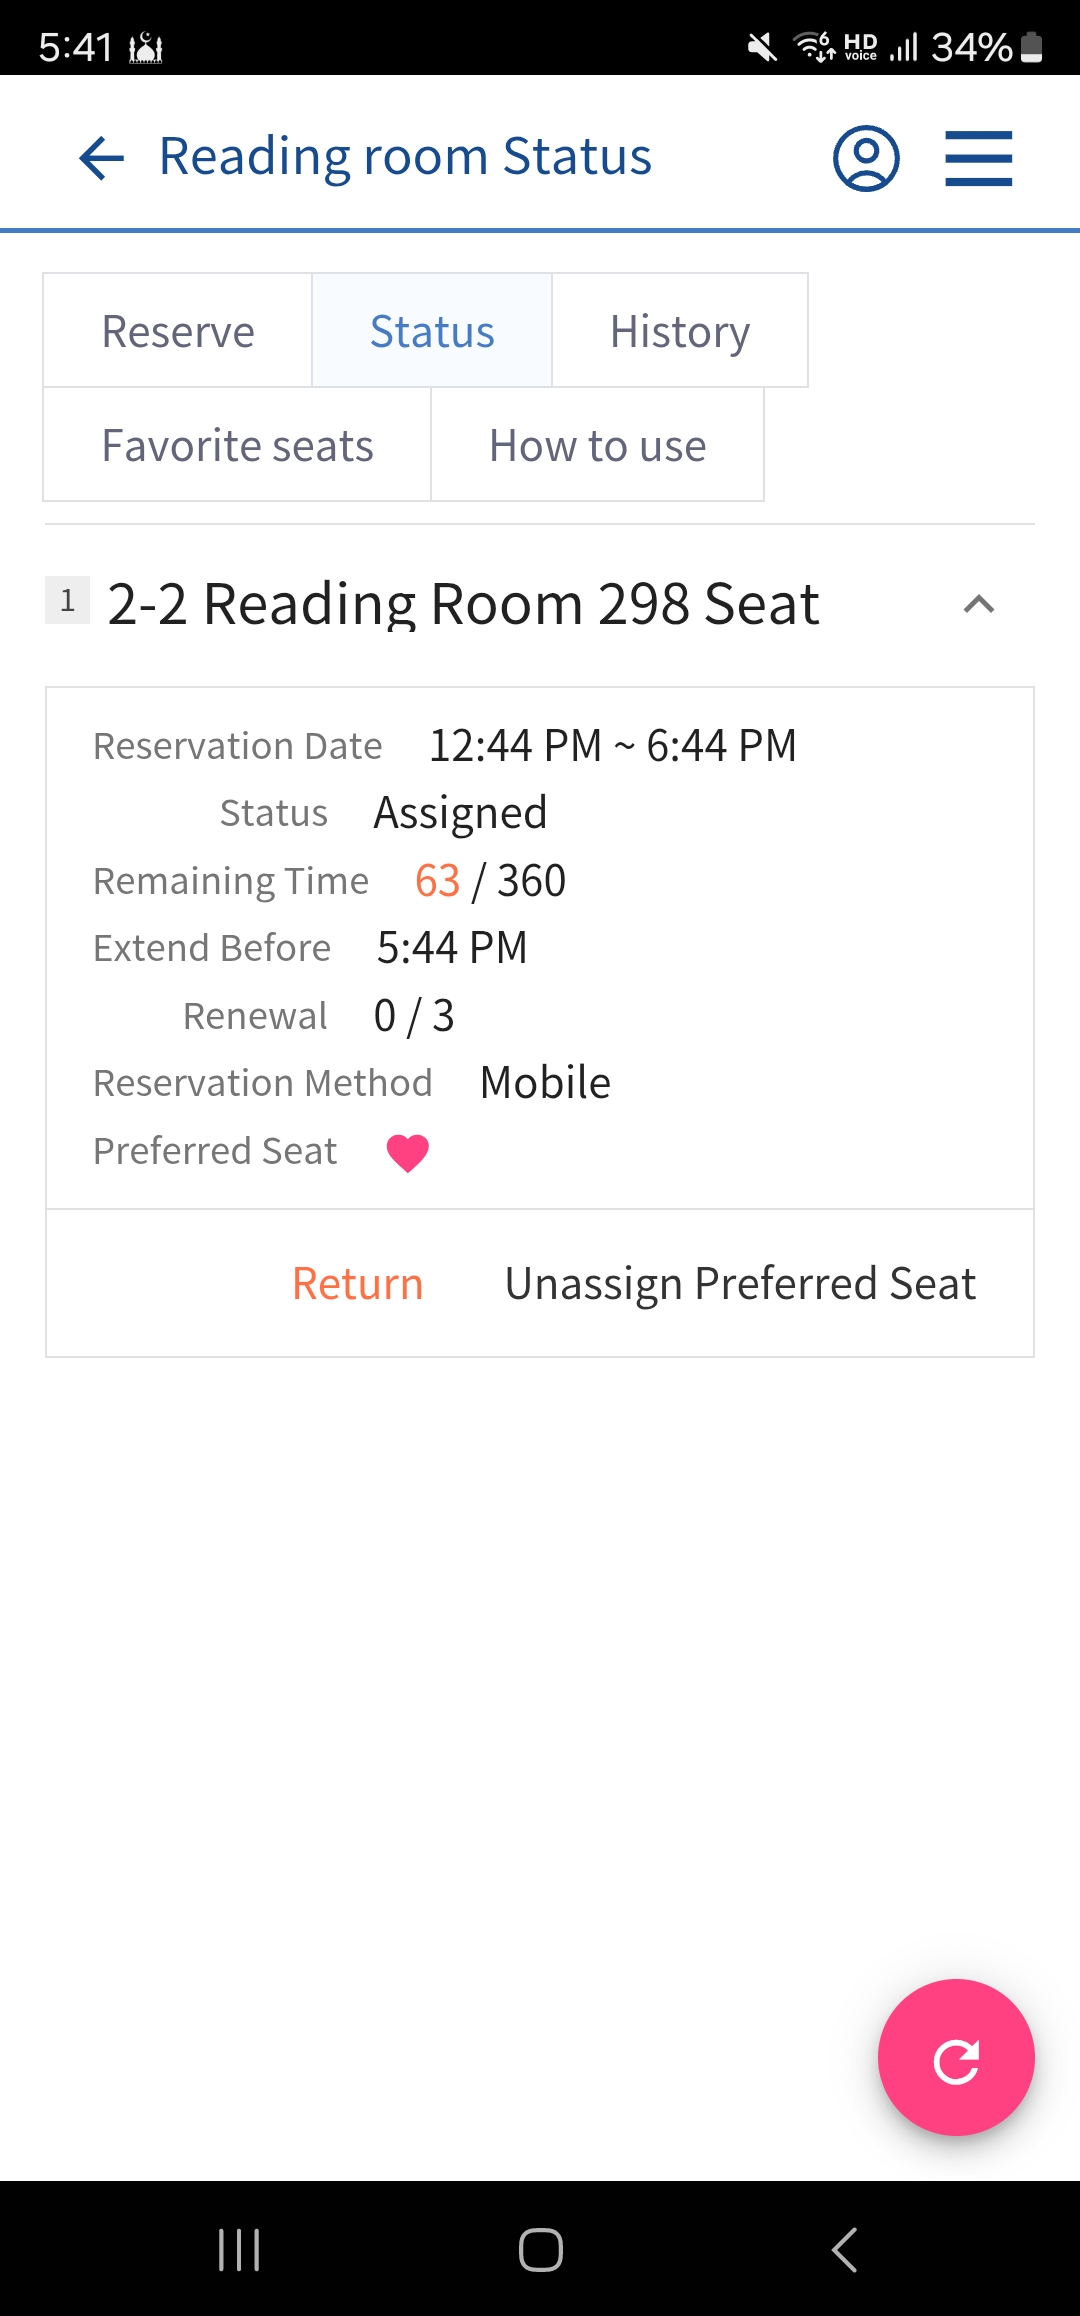 5:41 6 HD voice 34%
Reading room Status
Reserve Status History
Favorite seats How to use
1 2-2 Reading Room 298 Seat
Reservation Date 12:44 PM ~ 6:44 PM
Status Assigned
Remaining Time 63 / 360
Extend Before 5:44 PM
Renewal 0 / 3
Reservation Method Mobile
Preferred Seat
Return Unassign Preferred Seat